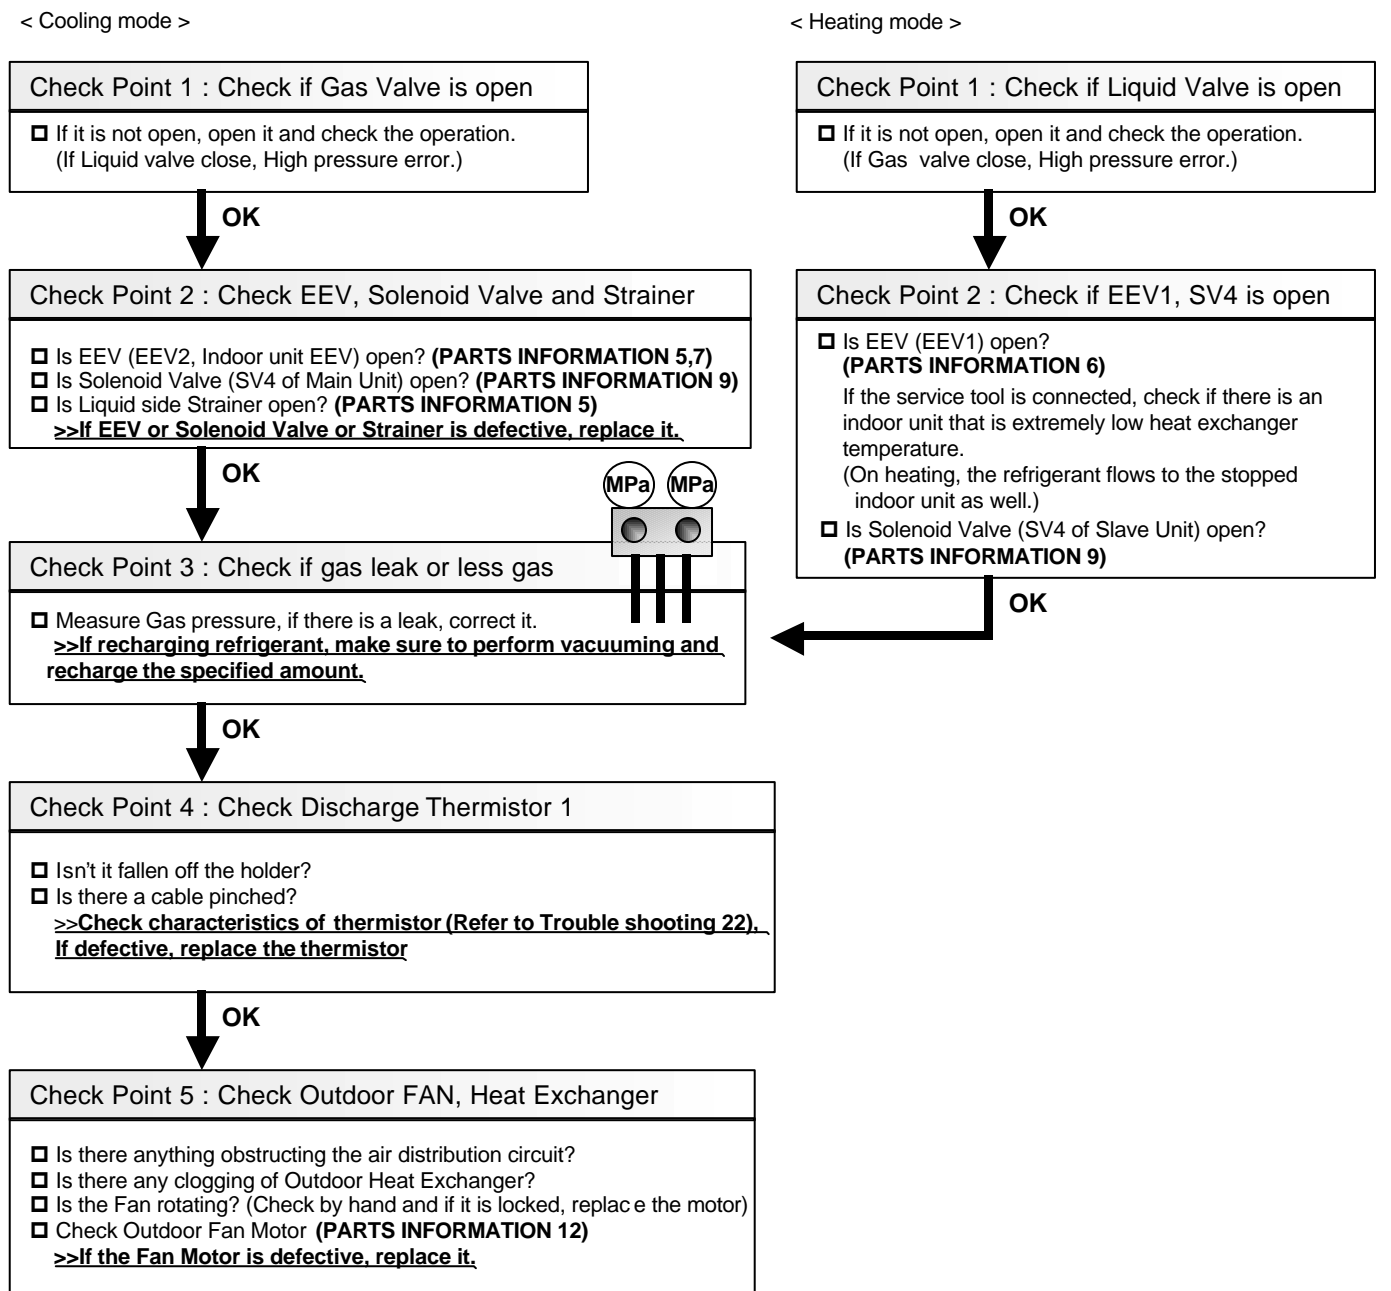 < Cooling mode >
Check Point 1 : Check if Gas Valve is open
If it is not open, open it and check the operation.
(If Liquid valve close, High pressure error.)
OK
Check Point 2 : Check EEV, Solenoid Valve and Strainer
Is EEV (EEV2, Indoor unit EEV) open? (PARTS INFORMATION 5,7)
Is Solenoid Valve (SV4 of Main Unit) open? (PARTS INFORMATION 9)
Is Liquid side Strainer open? (PARTS INFORMATION 5)
>>If EEV or Solenoid Valve or Strainer is defective, replace it.
OK
MPa MPa
Check Point 3 : Check if gas leak or less gas
Measure Gas pressure, if there is a leak, correct it.
>>If recharging refrigerant, make sure to perform vacuuming and
recharge the specified amount.
OK
Check Point 4 : Check Discharge Thermistor 1
Isn't it fallen off the holder?
Is there a cable pinched?
>>Check characteristics of thermistor (Refer to Trouble shooting 22),
If defective, replace the thermistor
OK
Check Point 5 : Check Outdoor FAN, Heat Exchanger
Is there anything obstructing the air distribution circuit?
Is there any clogging of Outdoor Heat Exchanger?
Is the Fan rotating? (Check by hand and if it is locked, replac e the motor)
Check Outdoor Fan Motor (PARTS INFORMATION 12)
>>If the Fan Motor is defective, replace it.
< Heating mode >
Check Point 1 : Check if Liquid Valve is open
If it is not open, open it and check the operation.
(If Gas valve close, High pressure error.)
OK
Check Point 2 : Check if EEV1, SV4 is open
Is EEV (EEV1) open?
(PARTS INFORMATION 6)
If the service tool is connected, check if there is an
indoor unit that is extremely low heat exchanger
temperature.
(On heating, the refrigerant flows to the stopped
indoor unit as well.)
Is Solenoid Valve (SV4 of Slave Unit) open?
(PARTS INFORMATION 9)
OK